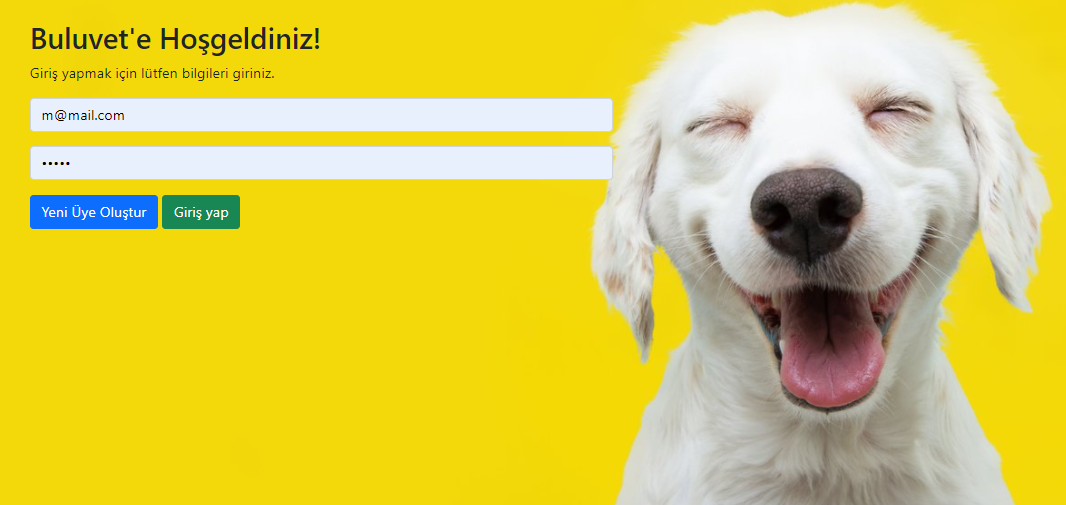 Buluvet'e Hoşgeldiniz!
Giriş yapmak için lütfen bilgileri giriniz.
m@mail.com
•••••
Yeni Üye Oluştur Giriş yap